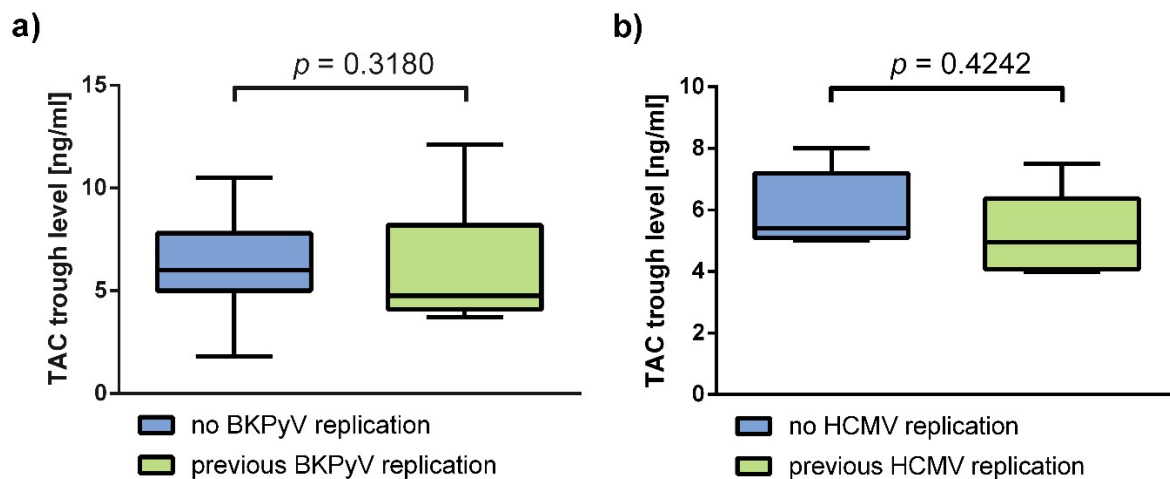 a)
p = 0.3180
TAC trough level [ng/ml]
15
10
5
0
no BKPyV replication
previous BKPyV replication
b)
p = 0.4242
TAC trough level [ng/ml]
10
8
6
4
2
0
no HCMV replication
previous HCMV replication